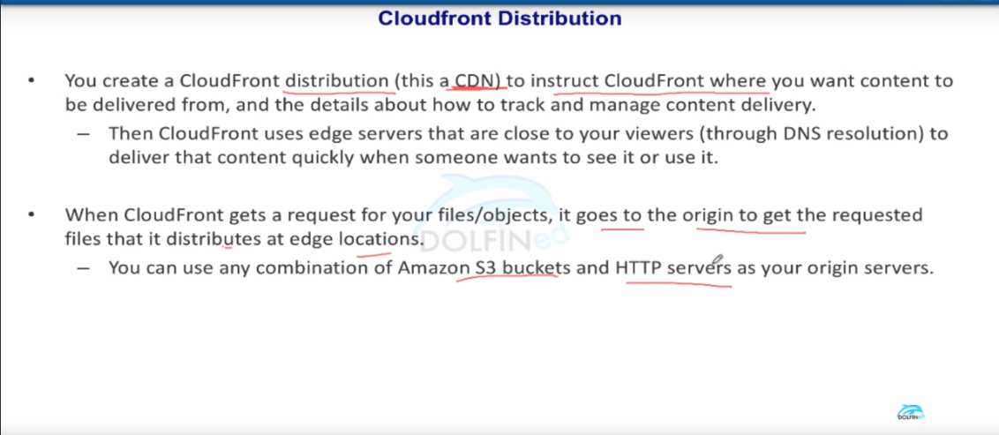 Cloudfront Distribution
• You create a CloudFront distribution (this a CDN) to instruct CloudFront where you want content to
be delivered from, and the details about how to track and manage content delivery.
– Then CloudFront uses edge servers that are close to your viewers (through DNS resolution) to
deliver that content quickly when someone wants to see it or use it.
• When CloudFront gets a request for your files/objects, it goes to the origin to get the requested
files that it distributes at edge locations.
DOLFINed
– You can use any combination of Amazon S3 buckets and HTTP servers as your origin servers.
DOLFINed